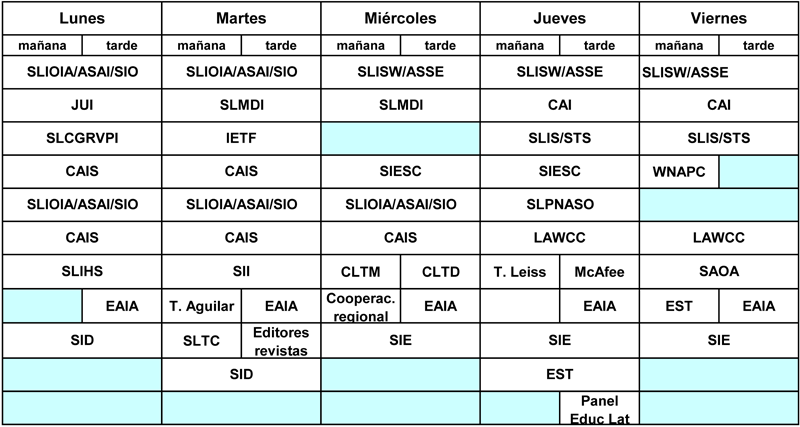 Lunes Martes Miércoles Jueves Viernes
mañana tarde mañana tarde mañana tarde mañana tarde mañana tarde
SLIOIA/ASAI/SIO SLIOIA/ASAI/SIO SLISW/ASSE SLISW/ASSE SLISW/ASSE
JUI SLMDI SLMDI CAI CAI
SLCGRVPI IETF SLIS/STS SLIS/STS
CAIS CAIS SIESC SIESC WNAPC
SLIOIA/ASAI/SIO SLIOIA/ASAI/SIO SLIOIA/ASAI/SIO SLPNASO
CAIS CAIS CAIS LAWCC LAWCC
SLIHS SII CLTM CLTD T. Leiss McAfee SAOA
EAIA T. Aguilar EAIA Cooperac. regional EAIA EAIA EST EAIA
SID SLTC Editores revistas SIE SIE SIE
SID EST
Panel Educ Lat